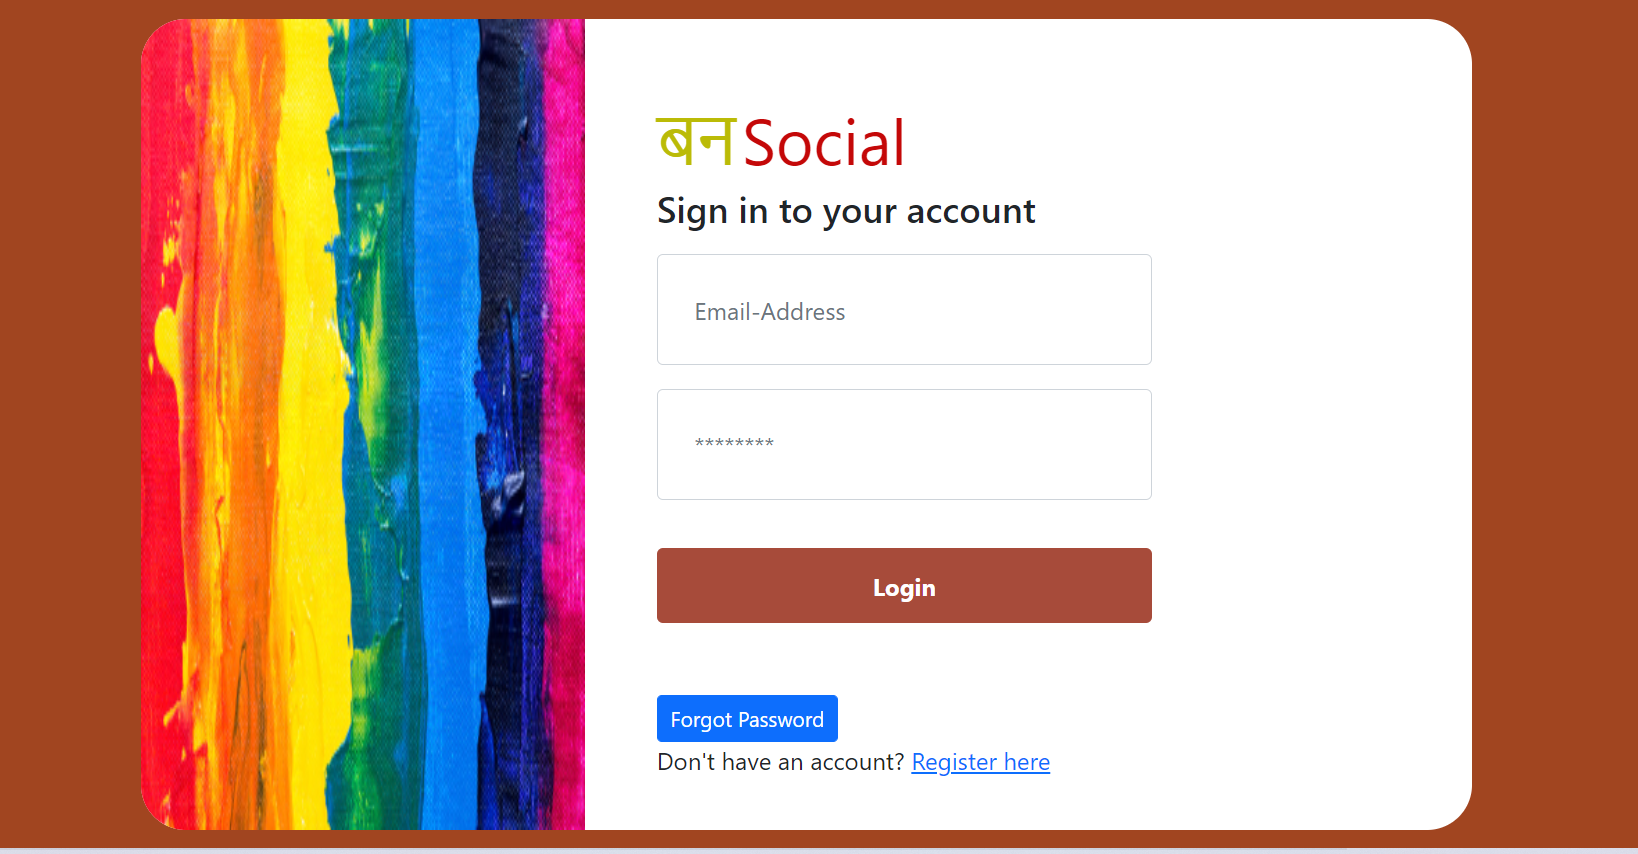 बन Social
Sign in to your account
Email-Address
********
Login
Forgot Password
Don't have an account? Register here